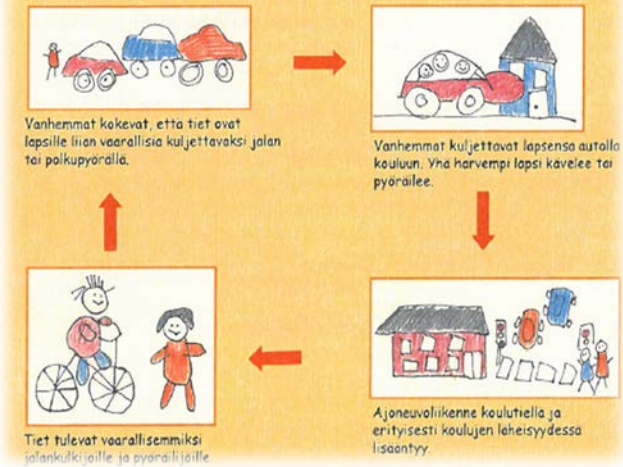 Vanhemmat kokevat, että tiet ovat
lapsille liian vaarallisia kuljettavaksi jalan
tai polkupyörällä.
Vanhemmat kuljettavat lapsensa autolla
kouluun. Yhä harvempi lapsi kävelee tai
pyöräilee.
Ajoneuvoliikenne koulutiellä ja
erityisesti koulujen läheisyydessä
lisääntyy.
Tiet tulevat vaarallisemmiksi
jalankulkijoille ja pyöräilijöille